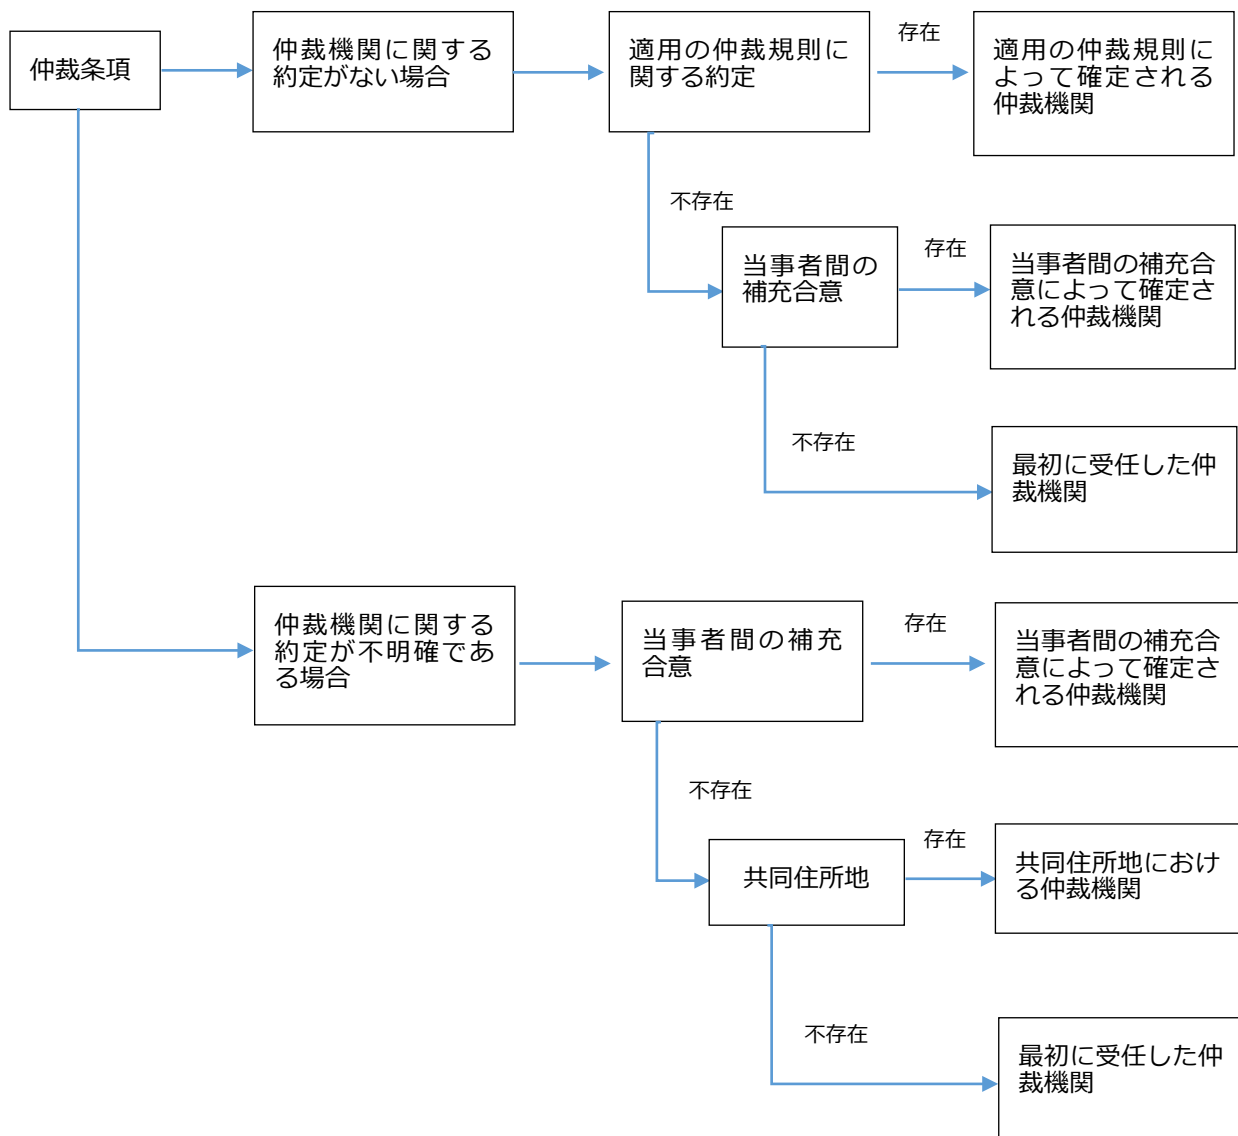 仲裁条項
仲裁機関に関する
約定がない場合
適用の仲裁規則に
関する約定
存在
適用の仲裁規則に
よって確定される
仲裁機関
不存在
当事者間の
補充合意
存在
当事者間の補充合
意によって確定さ
れる仲裁機関
不存在
最初に受任した仲
裁機関
仲裁機関に関する
約定が不明確であ
る場合
当事者間の補充
合意
存在
当事者間の補充合
意によって確定さ
れる仲裁機関
不存在
共同住所地
存在
共同住所地におけ
る仲裁機関
不存在
最初に受任した仲
裁機関